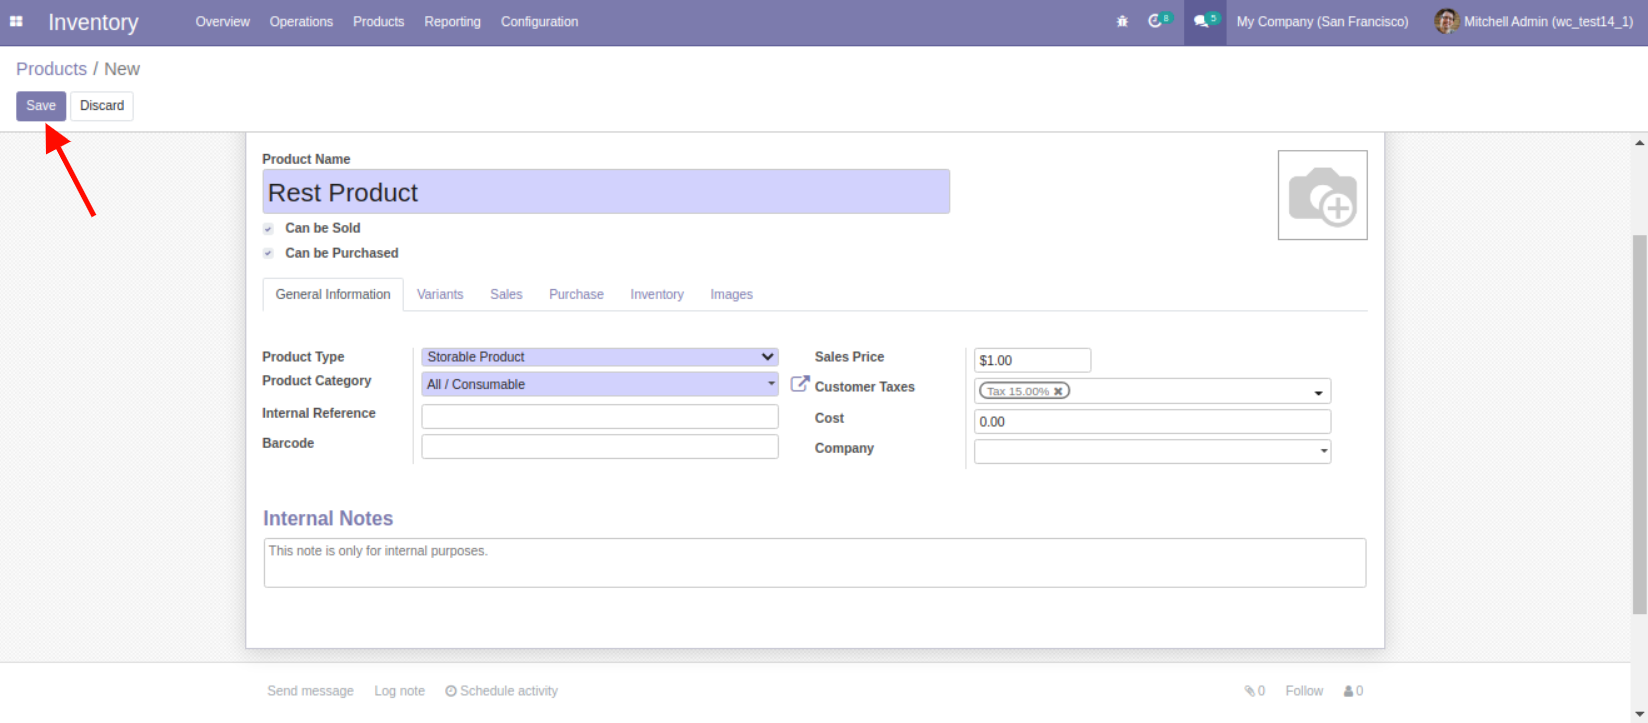 Inventory Overview Operations Products Reporting Configuration 8 5 My Company (San Francisco) Mitchell Admin (wc_test14_1)
Products / New
Save Discard
Product Name
Rest Product
Can be Sold
Can be Purchased
General Information Variants Sales Purchase Inventory Images
Product Type Storable Product Sales Price $1.00
Product Category All / Consumable Customer Taxes Tax 15.00% ✖
Internal Reference Cost 0.00
Barcode Company
Internal Notes
This note is only for internal purposes.
Send message Log note Schedule activity 0 Follow 0